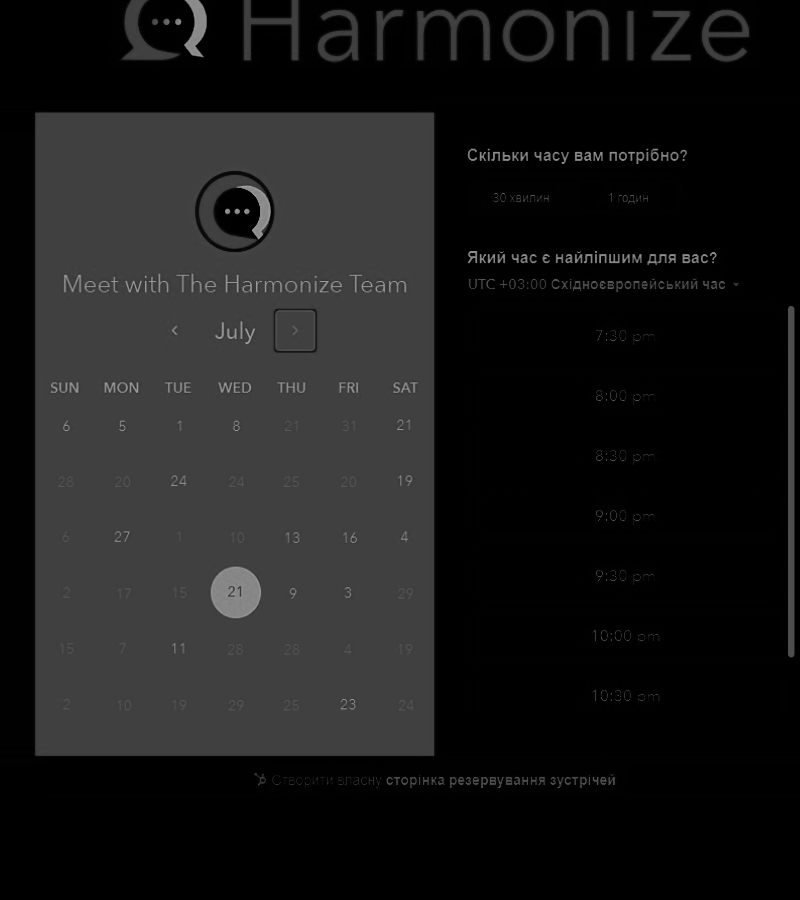 Harmonize
Meet with The Harmonize Team
July
SUN MON TUE WED THU FRI SAT
6 5 1 8 21 31 21
28 20 24 24 25 20 19
6 27 1 10 13 16 4
2 17 15 21 9 3 29
15 7 11 28 28 4 19
2 10 19 29 25 23 24
Скільки часу вам потрібно?
30 хвилин 1 годин
Який час є найліпшим для вас?
UTC +03:00 Східноєвропейський час
7:30 pm
8:00 pm
8:30 pm
9:00 pm
9:30 pm
10:00 pm
10:30 pm
Створити власну сторінка резервування зустрічей